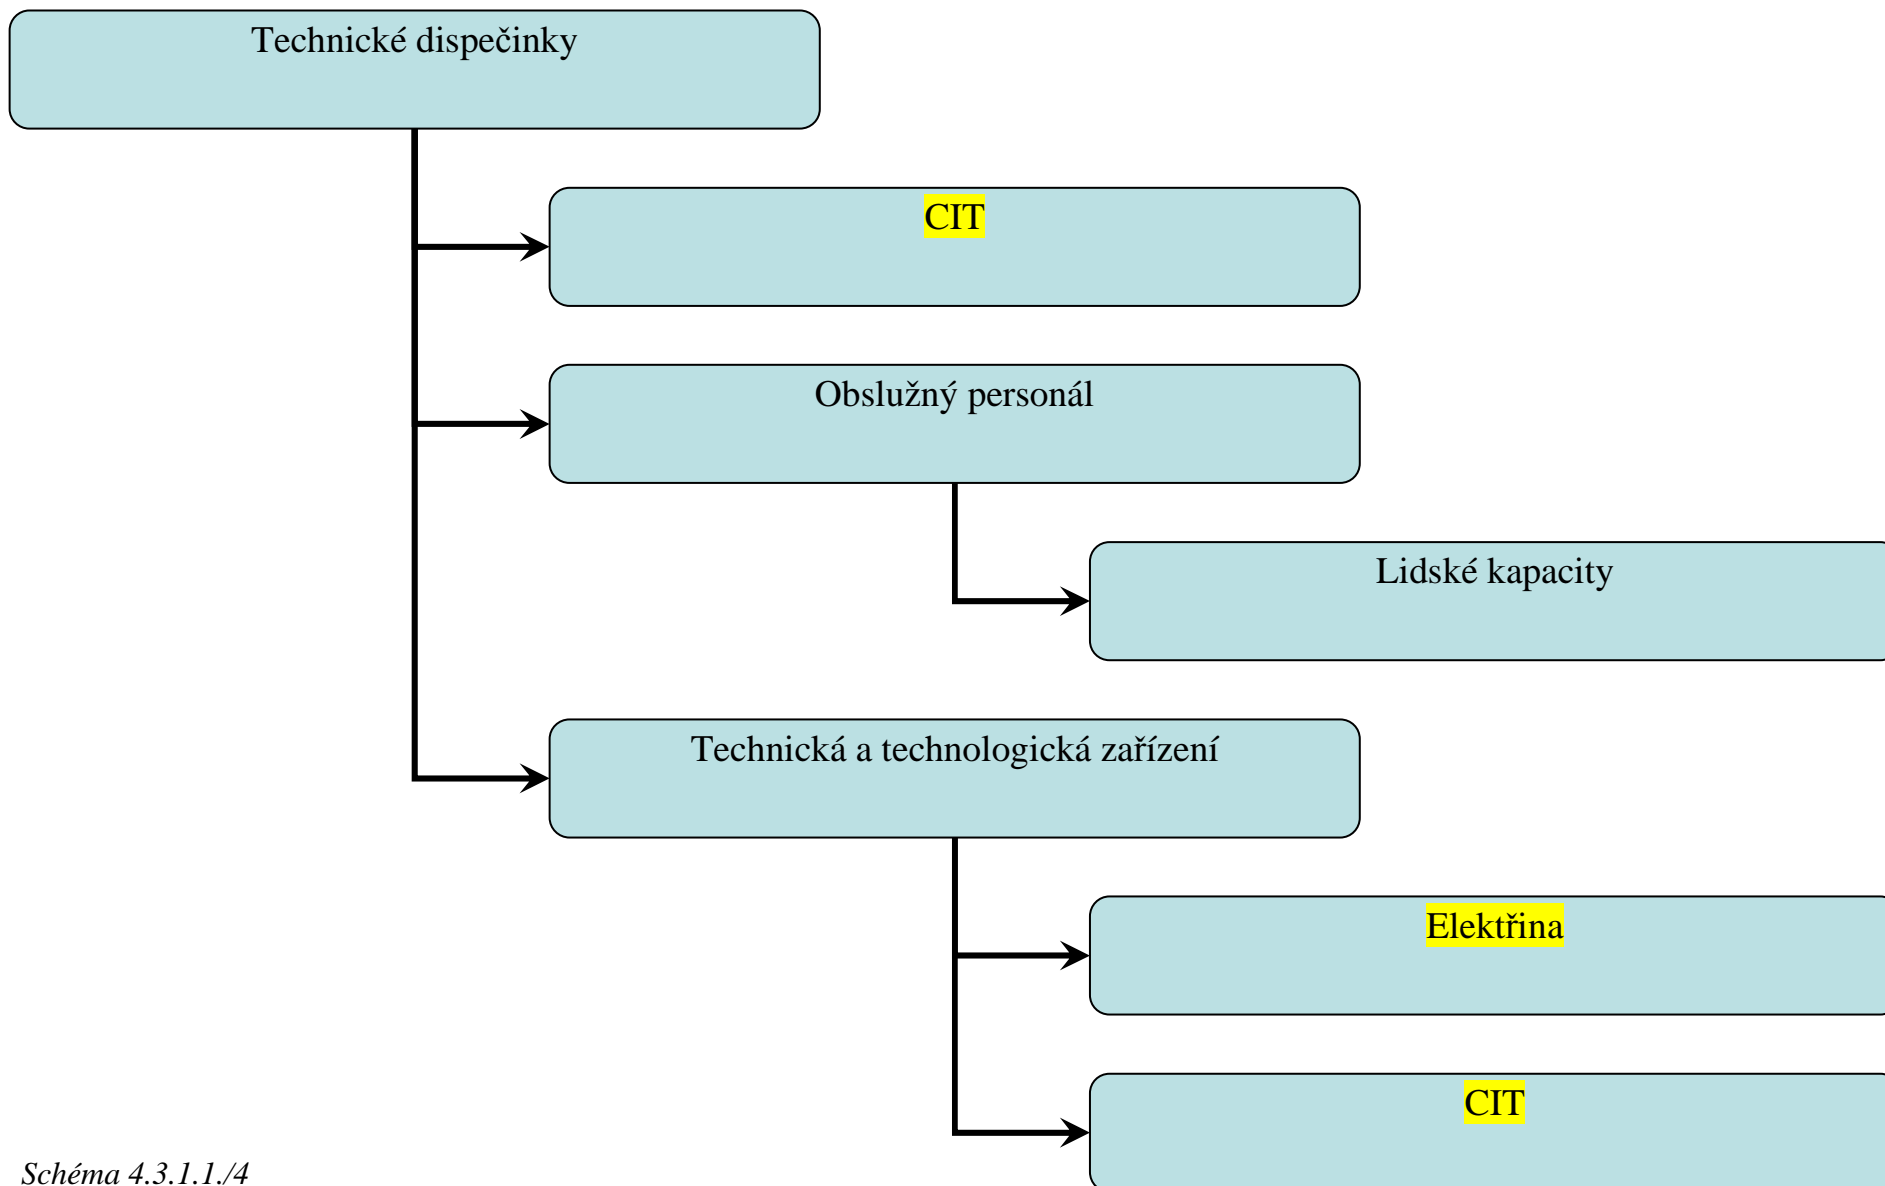 Technické dispečinky
CIT
Obslužný personál
Lidské kapacity
Technická a technologická zařízení
Elektřina
CIT
Schéma 4.3.1.1./4